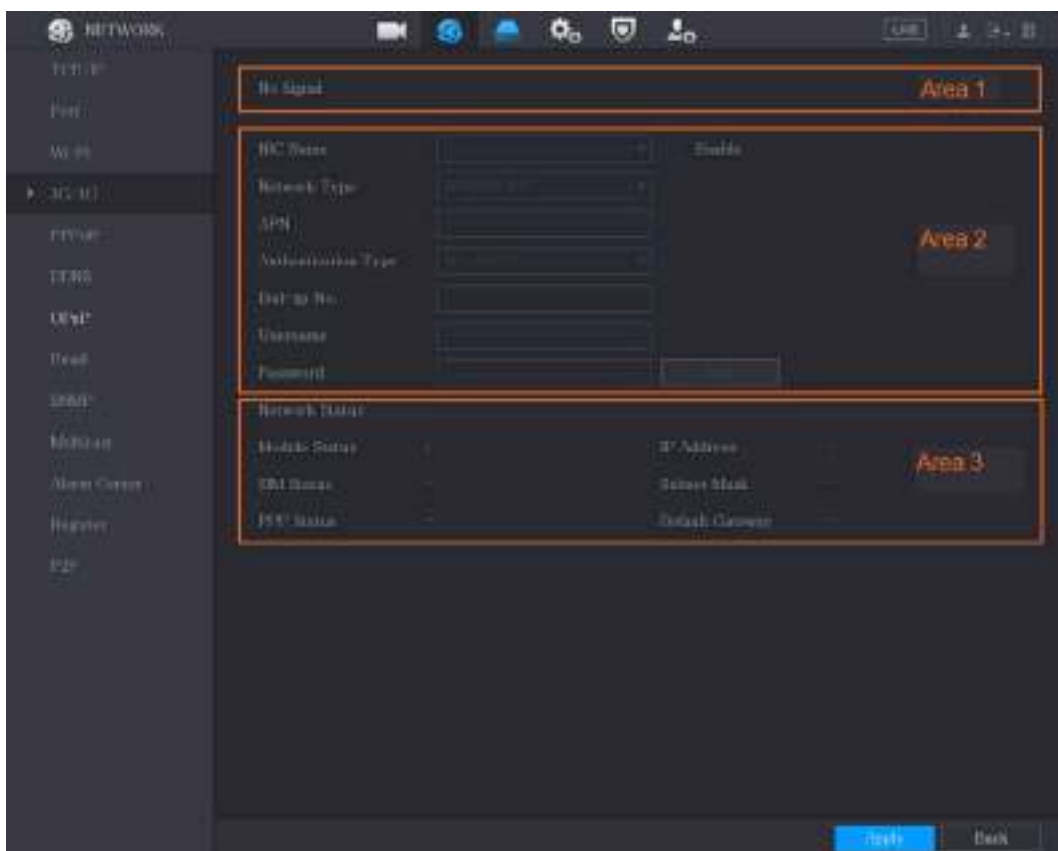 NETWORK
LIVE
TCP/IP
Port
Wi-Fi
3G/4G
PPPoE
DDNS
UPnP
Email
SNMP
Multicast
Alarm Center
Register
P2P
No Signal
Area 1
NIC Name
Enable
Network Type
APN
Area 2
Authentication Type
Dial-up No.
Username
Password
Network Status
Module Status
IP Address
Area 3
SIM Status
Subnet Mask
PPP Status
Default Gateway
Apply
Back